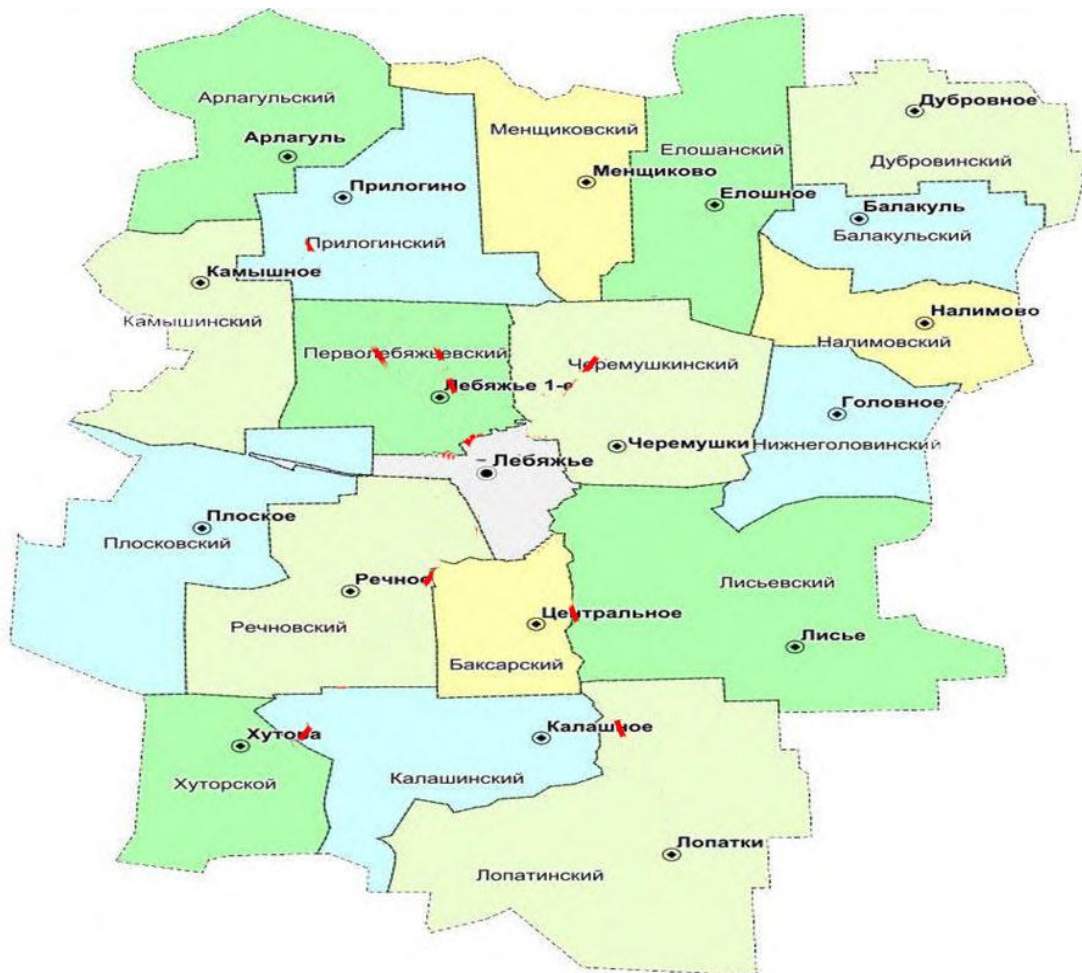 Арлагульский
Арлагуль
Менщиковский
Менщиково
Елошанский
Елошное
Дубровное
Дубровинский
Прилогино
Прилогинский
Балакуль
Балакульский
Камышное
Камышинский
Налимово
Налимовский
Перволебяжьевский
Лебяжье 1-е
Черемушкинский
Черемушки
Головное
Нижнеголовинский
Лебяжье
Плоское
Плосковский
Речное
Речновский
Центральное
Баксарский
Лисьевский
Лисье
Хутора
Хуторской
Калашное
Калашинский
Лопатки
Лопатинский